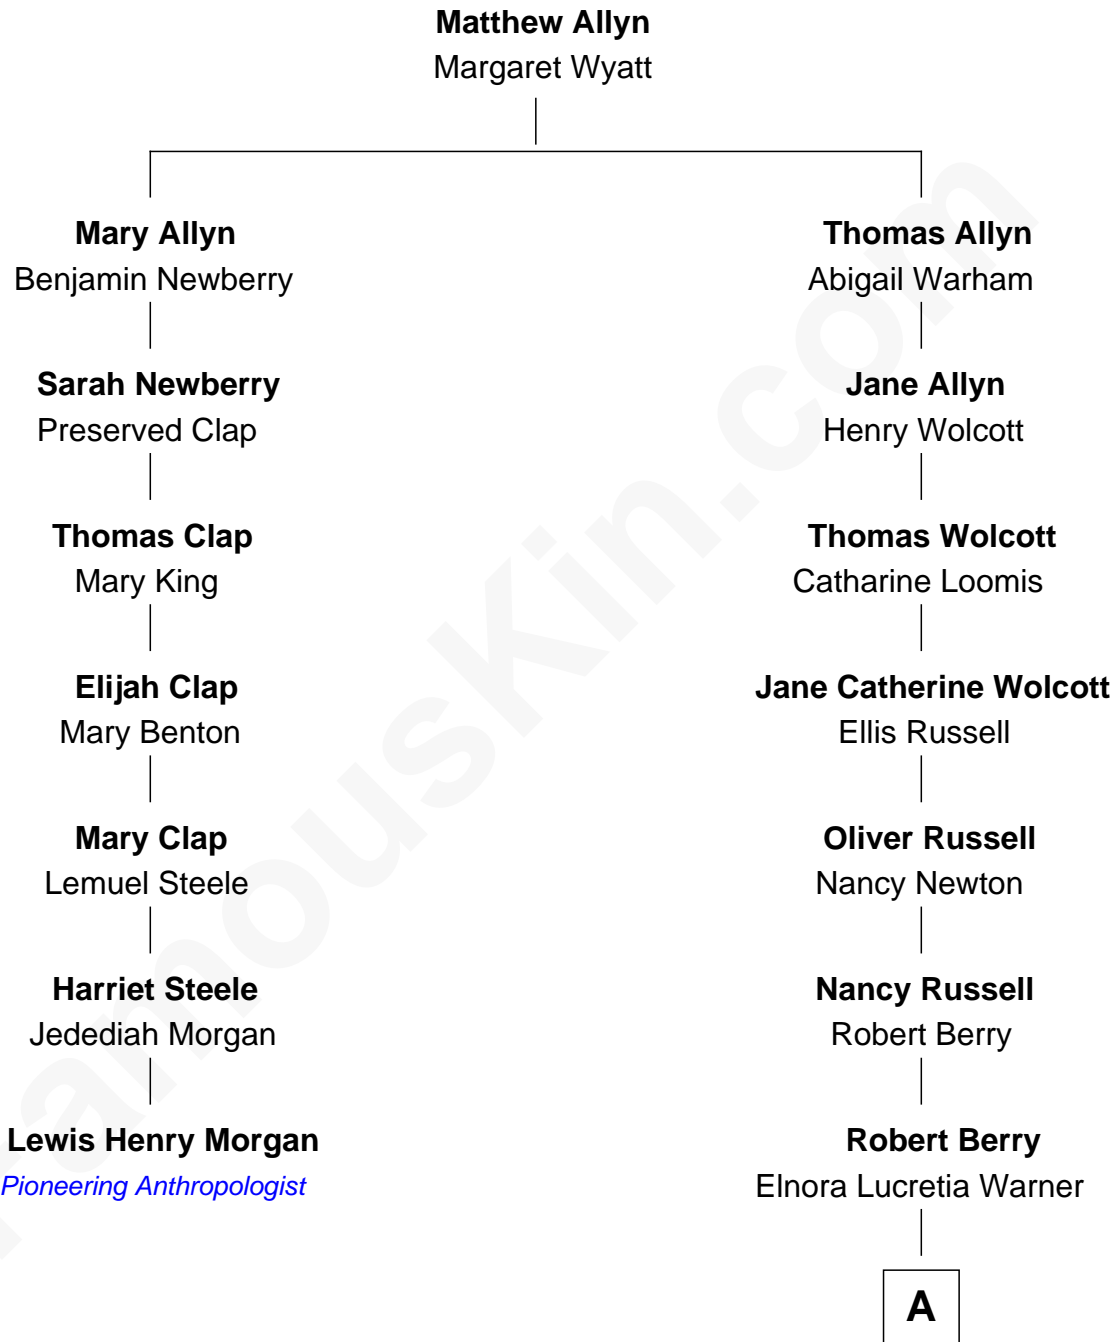 Matthew Allyn
Margaret Wyatt
Mary Allyn
Benjamin Newberry
Thomas Allyn
Abigail Warham
Sarah Newberry
Preserved Clap
Jane Allyn
Henry Wolcott
Thomas Clap
Mary King
Thomas Wolcott
Catharine Loomis
Elijah Clap
Mary Benton
Jane Catherine Wolcott
Ellis Russell
Mary Clap
Lemuel Steele
Oliver Russell
Nancy Newton
Harriet Steele
Jedediah Morgan
Nancy Russell
Robert Berry
Lewis Henry Morgan
Pioneering Anthropologist
Robert Berry
Elnora Lucretia Warner
A
FamousKin.com